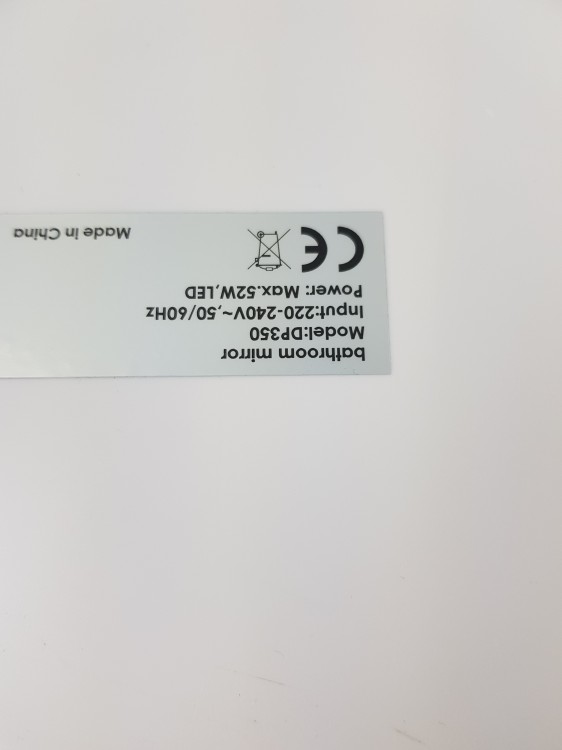 bathroom mirror
Model:DP350
Input:220-240V~,50/60Hz
Power: Max.52W,LED
CE
Made in China